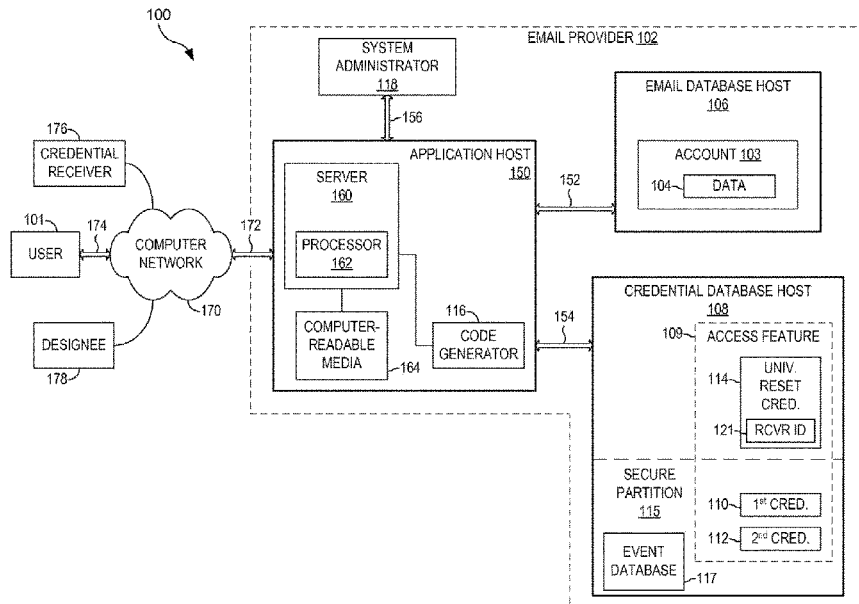 100
EMAIL PROVIDER 102
SYSTEM
ADMINISTRATOR
118
156
EMAIL DATABASE HOST
106
ACCOUNT 103
104
DATA
176
CREDENTIAL
RECEIVER
APPLICATION HOST
150
SERVER
160
152
101
USER
174
COMPUTER
NETWORK
172
PROCESSOR
162
170
CREDENTIAL DATABASE HOST
108
DESIGNEE
178
COMPUTER-
READABLE
MEDIA
164
116
CODE
GENERATOR
154
109
ACCESS FEATURE
114
UNIV.
RESET
CRED.
121
RCVR ID
SECURE
PARTITION
115
110
1st CRED.
112
2nd CRED.
EVENT
DATABASE
117